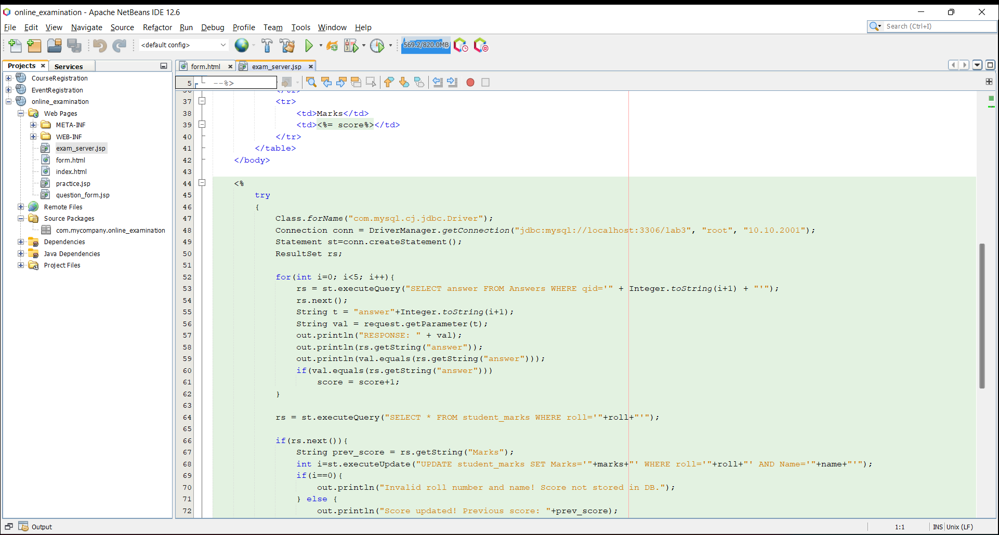 online_examination - Apache NetBeans IDE 12.6
File Edit View Navigate Source Refactor Run Debug Profile Team Tools Window Help
Search (Ctrl+I)
<default config>
569.2/820.0MB
Projects
Services
form.html
exam_server.jsp
CourseRegistration
EventRegistration
online_examination
Web Pages
META-INF
WEB-INF
exam_server.jsp
form.html
index.html
practice.jsp
question_form.jsp
Remote Files
Source Packages
com.mycompany.online_examination
Dependencies
Java Dependencies
Project Files
5 --%>
36 </tr>
37 <tr>
38 <td>Marks</td>
39 <td><%= score%></td>
40 </tr>
41 </table>
42 </body>
43
44 <%
45 try
46 {
47 Class.forName("com.mysql.cj.jdbc.Driver");
48 Connection conn = DriverManager.getConnection("jdbc:mysql://localhost:3306/lab3", "root", "10.10.2001");
49 Statement st=conn.createStatement();
50 ResultSet rs;
51
52 for(int i=0; i<5; i++){
53 rs = st.executeQuery("SELECT answer FROM Answers WHERE qid='" + Integer.toString(i+1) + "'");
54 rs.next();
55 String t = "answer"+Integer.toString(i+1);
56 String val = request.getParameter(t);
57 out.println("RESPONSE: " + val);
58 out.println(rs.getString("answer"));
59 out.println(val.equals(rs.getString("answer")));
60 if(val.equals(rs.getString("answer")))
61 score = score+1;
62 }
63
64 rs = st.executeQuery("SELECT * FROM student_marks WHERE roll='"+roll+"'");
65
66 if(rs.next()){
67 String prev_score = rs.getString("Marks");
68 int i=st.executeUpdate("UPDATE student_marks SET Marks='"+marks+"' WHERE roll='"+roll+"' AND Name='"+name+"'");
69 if(i==0){
70 out.println("Invalid roll number and name! Score not stored in DB.");
71 } else {
72 out.println("Score updated! Previous score: "+prev_score);
Output
1:1
INS
Unix (LF)